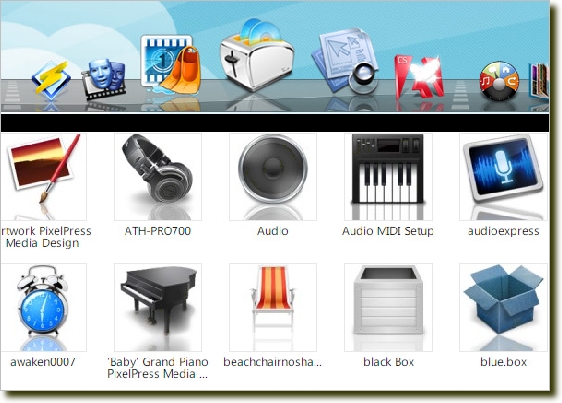 CS
rtwork PixelPress
Media Design
ATH-PRO700
Audio
Audio MIDI Setup
audioexpress
awaken0007
'Baby' Grand Piano
PixelPress Media ...
beachchairnosha...
black Box
blue.box